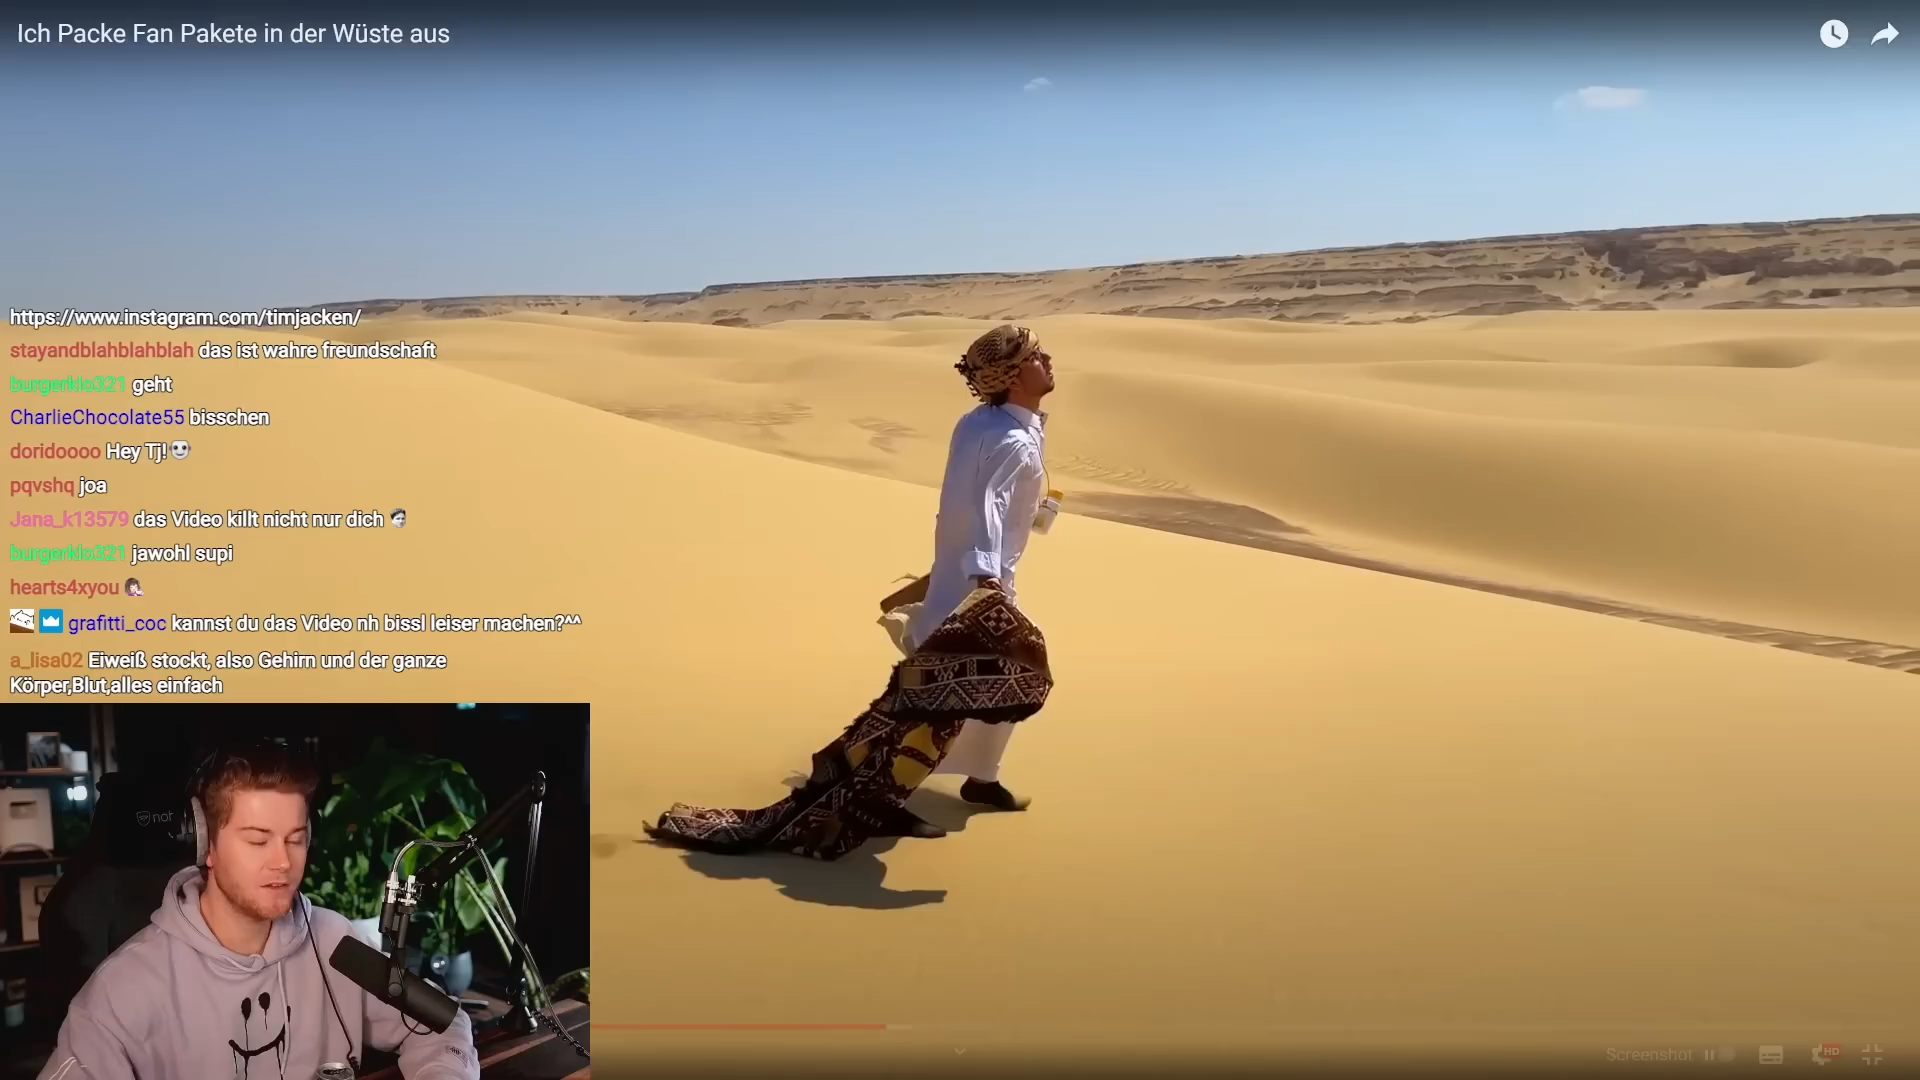 Ich Packe Fan Pakete in der Wüste aus
https://www.instagram.com/timjacken/
stayandblahblahblah das ist wahre freundschaft
burgerklo321 geht
CharlieChocolate55 bisschen
doridoooo Hey Tj!
pqvshq joa
Jana_k13579 das Video killt nicht nur dich
burgerklo321 jawohl supi
hearts4xyou
grafitti_coc kannst du das Video nh bissl leiser machen?^^
a_lisa02 Eiweiß stockt, also Gehirn und der ganze
Körper,Blut,alles einfach
Screenshot
HD